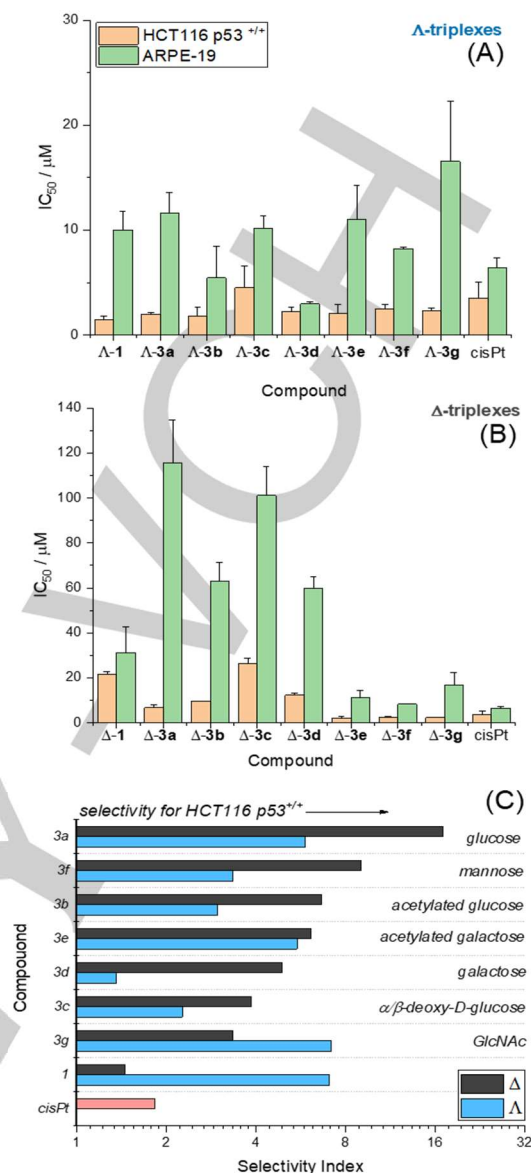 Λ-triplexes
(A)
HCT116 p53 +/+
ARPE-19
30
20
10
0
IC50 / μM
Λ-1 Λ-3a Λ-3b Λ-3c Λ-3d Λ-3e Λ-3f Λ-3g cisPt
Compound
Δ-triplexes
(B)
140
120
100
80
60
40
20
0
IC50 / μM
Δ-1 Δ-3a Δ-3b Δ-3c Δ-3d Δ-3e Δ-3f Δ-3g cisPt
Compound
(C)
selectivity for HCT116 p53+/+
3a glucose
3f mannose
3b acetylated glucose
3e acetylated galactose
3d galactose
3c α/β-deoxy-D-glucose
3g GlcNAc
1
cisPt
Compouond
Δ
Λ
1 2 4 8 16 32
Selectivity Index
VCH